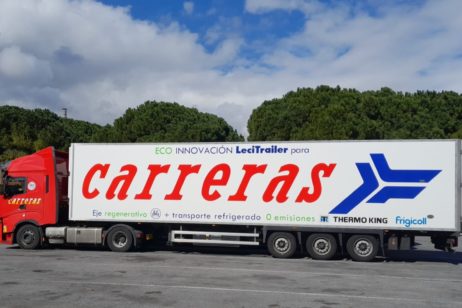 ECO INNOVACIÓN LeciTrailer para
carreras
Eje regenerativo + transporte refrigerado 0 emisiones
THERMO KING
frigicoll
carreras